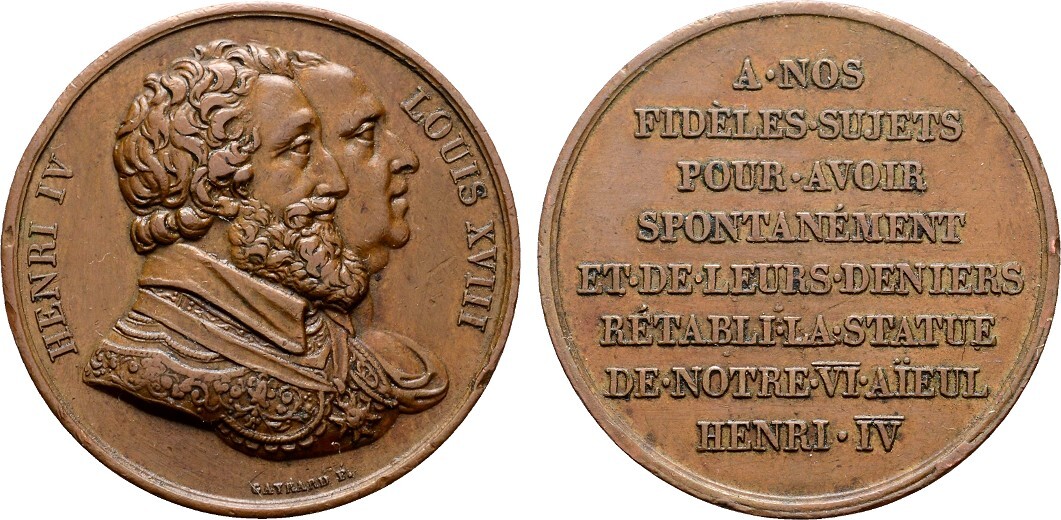 HENRI IV
LOUIS XVIII
GAYRARD F.
A·NOS
FIDÈLES·SUJETS
POUR·AVOIR
SPONTANÉMENT
ET·DE·LEURS·DENIERS
RÉTABLI·LA·STATUE
DE·NOTRE·VI·AÏEUL
HENRI·IV